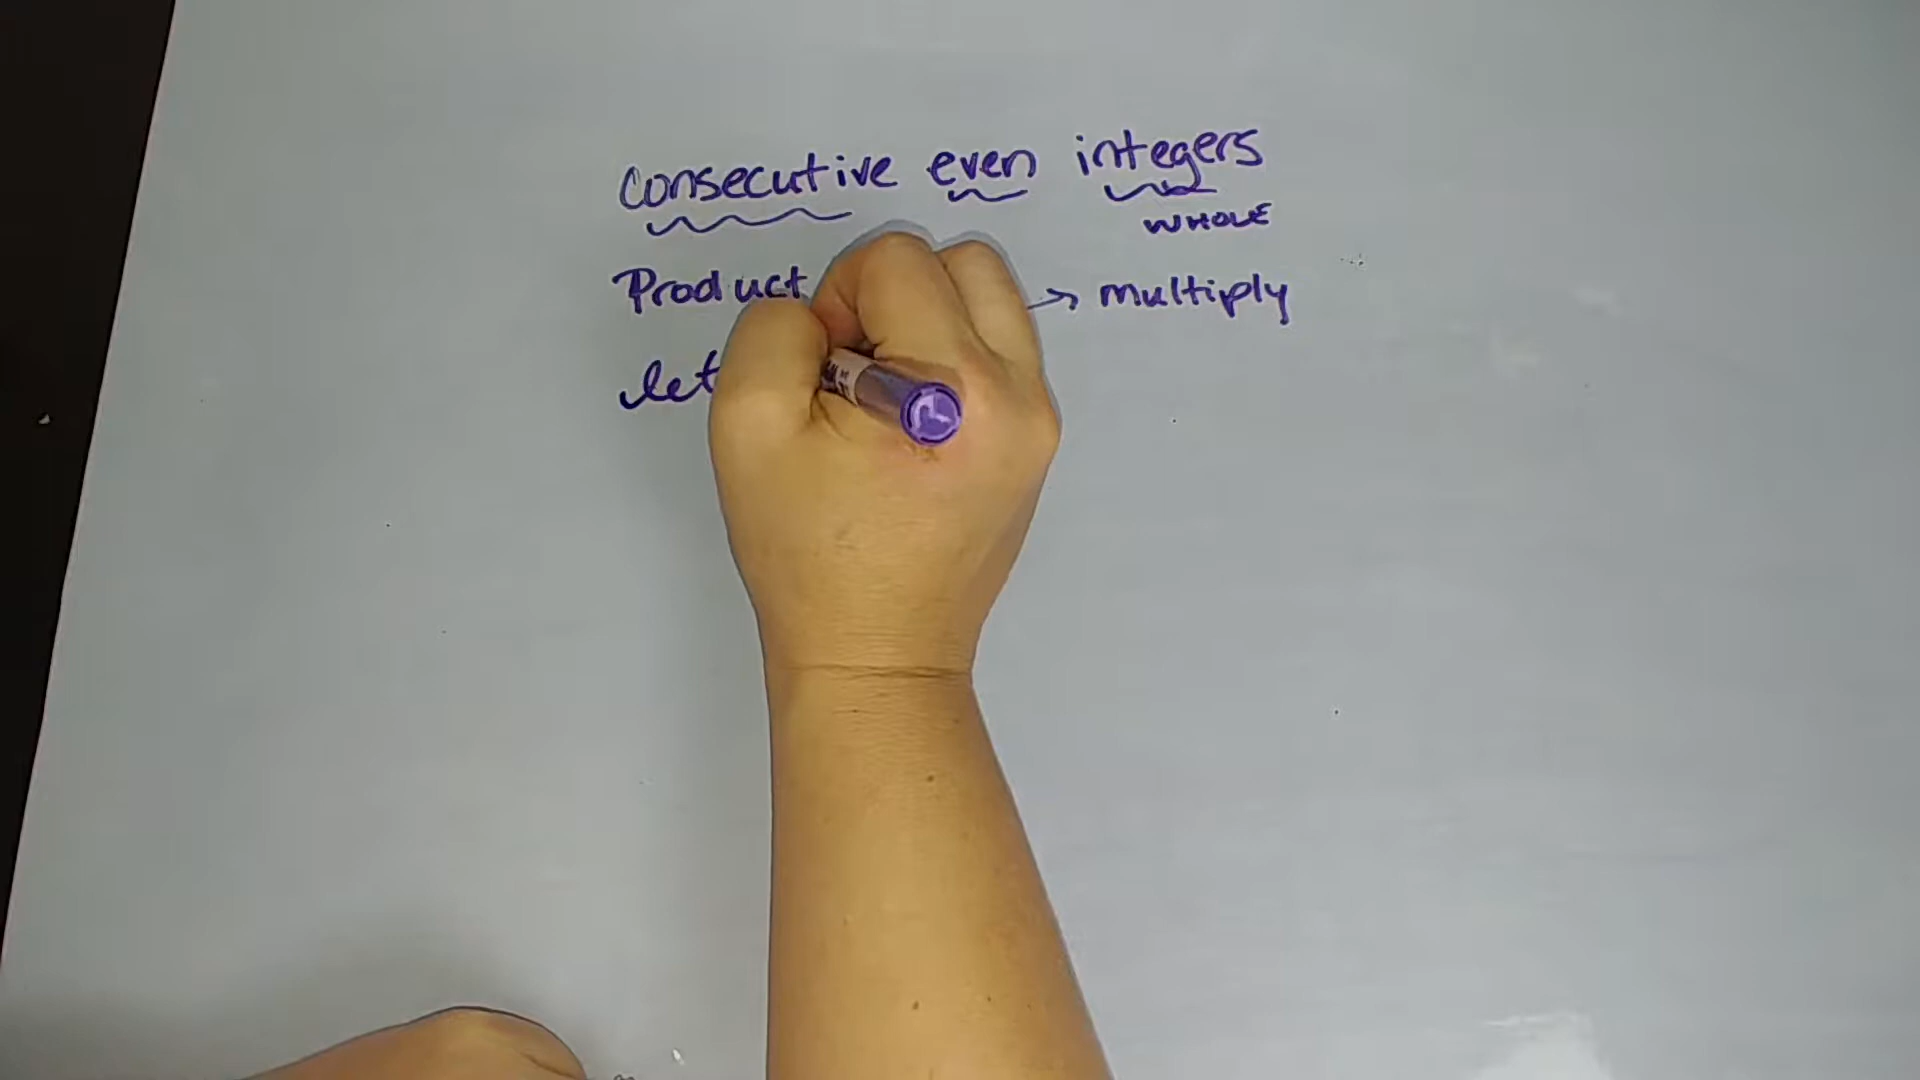 Consecutive even integers
WHOLE
Product → multiply
let